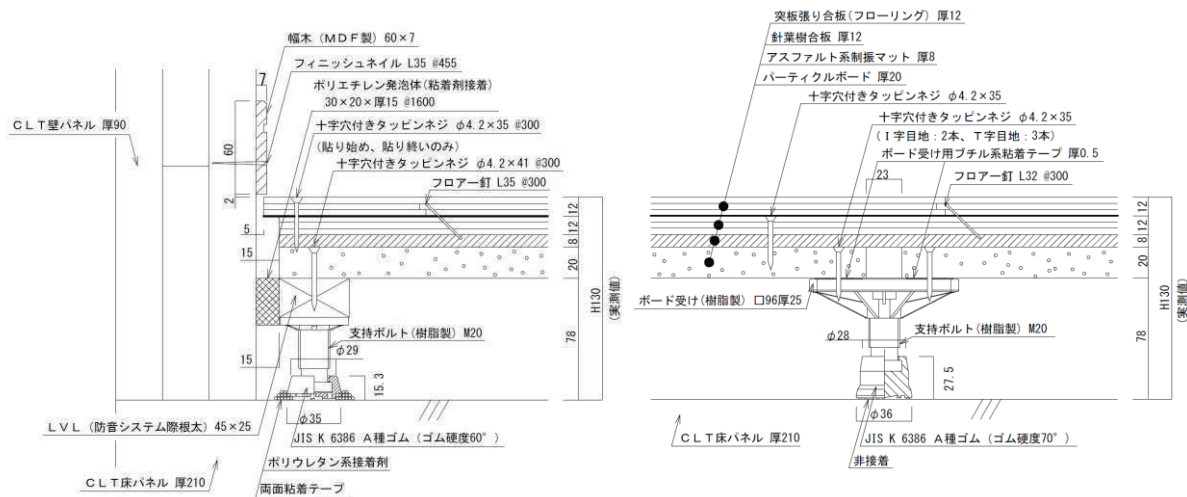 幅木（ＭＤＦ製）60×7
フィニッシュネイル L35 @455
ポリエチレン発泡体(粘着剤接着)
30×20×厚15 @1600
十字穴付きタッピンネジ φ4.2×35 @300
(貼り始め、貼り終いのみ)
十字穴付きタッピンネジ φ4.2×41 @300
フロアー釘 L35 @300
ＣＬＴ壁パネル 厚90
7
60
2
5
15
15
12
12
8
20
78
H130
(実測値)
支持ボルト(樹脂製) M20
φ29
15.3
φ35
ＬＶＬ（防音システム際根太）45×25
JIS K 6386 Ａ種ゴム（ゴム硬度60°）
ポリウレタン系接着剤
ＣＬＴ床パネル 厚210
両面粘着テープ
突板張り合板(フローリング) 厚12
針葉樹合板 厚12
アスファルト系制振マット 厚8
パーティクルボード 厚20
十字穴付きタッピンネジ φ4.2×35
十字穴付きタッピンネジ φ4.2×35
(Ｉ字目地：2本、Ｔ字目地：3本)
ボード受け用ブチル系粘着テープ 厚0.5
23
フロアー釘 L32 @300
12
12
8
20
78
H130
(実測値)
ボード受け(樹脂製) □96厚25
支持ボルト(樹脂製) M20
φ28
27.5
φ36
ＣＬＴ床パネル 厚210
JIS K 6386 Ａ種ゴム（ゴム硬度70°）
非接着